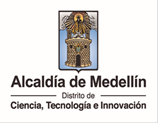 Alcaldía de Medellín
Distrito de
Ciencia, Tecnología e Innovación